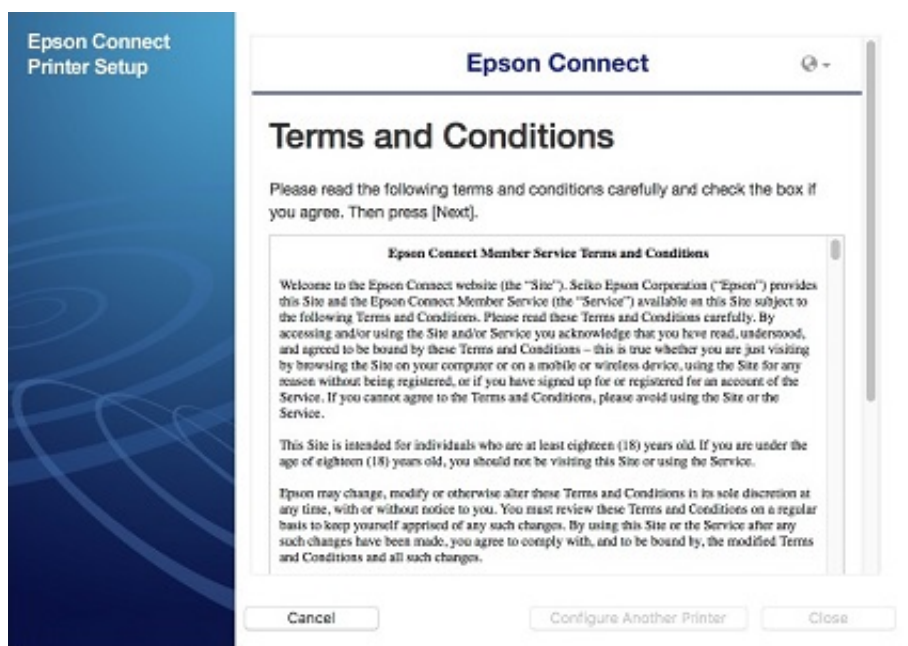 Epson Connect
Printer Setup
Epson Connect
Terms and Conditions
Please read the following terms and conditions carefully and check the box if
you agree. Then press [Next].
Epson Connect Member Service Terms and Conditions
Welcome to the Epson Connect website (the "Site"). Seiko Epson Corporation ("Epson") provides
this Site and the Epson Connect Member Service (the "Service") available on this Site subject to
the following Terms and Conditions. Please read these Terms and Conditions carefully. By
accessing and/or using the Site and/or Service you acknowledge that you have read, understood,
and agreed to be bound by these Terms and Conditions – this is true whether you are just visiting
by browsing the Site on your computer or on a mobile or wireless device, using the Site for any
reason without being registered, or if you have signed up for or registered for an account of the
Service. If you cannot agree to the Terms and Conditions, please avoid using the Site or the
Service.
This Site is intended for individuals who are at least eighteen (18) years old. If you are under the
age of eighteen (18) years old, you should not be visiting this Site or using the Service.
Epson may change, modify or otherwise alter these Terms and Conditions in its sole discretion at
any time, with or without notice to you. You must review these Terms and Conditions on a regular
basis to keep yourself apprised of any such changes. By using this Site or the Service after any
such changes have been made, you agree to comply with, and to be bound by, the modified Terms
and Conditions and all such changes.
Cancel
Configure Another Printer
Close